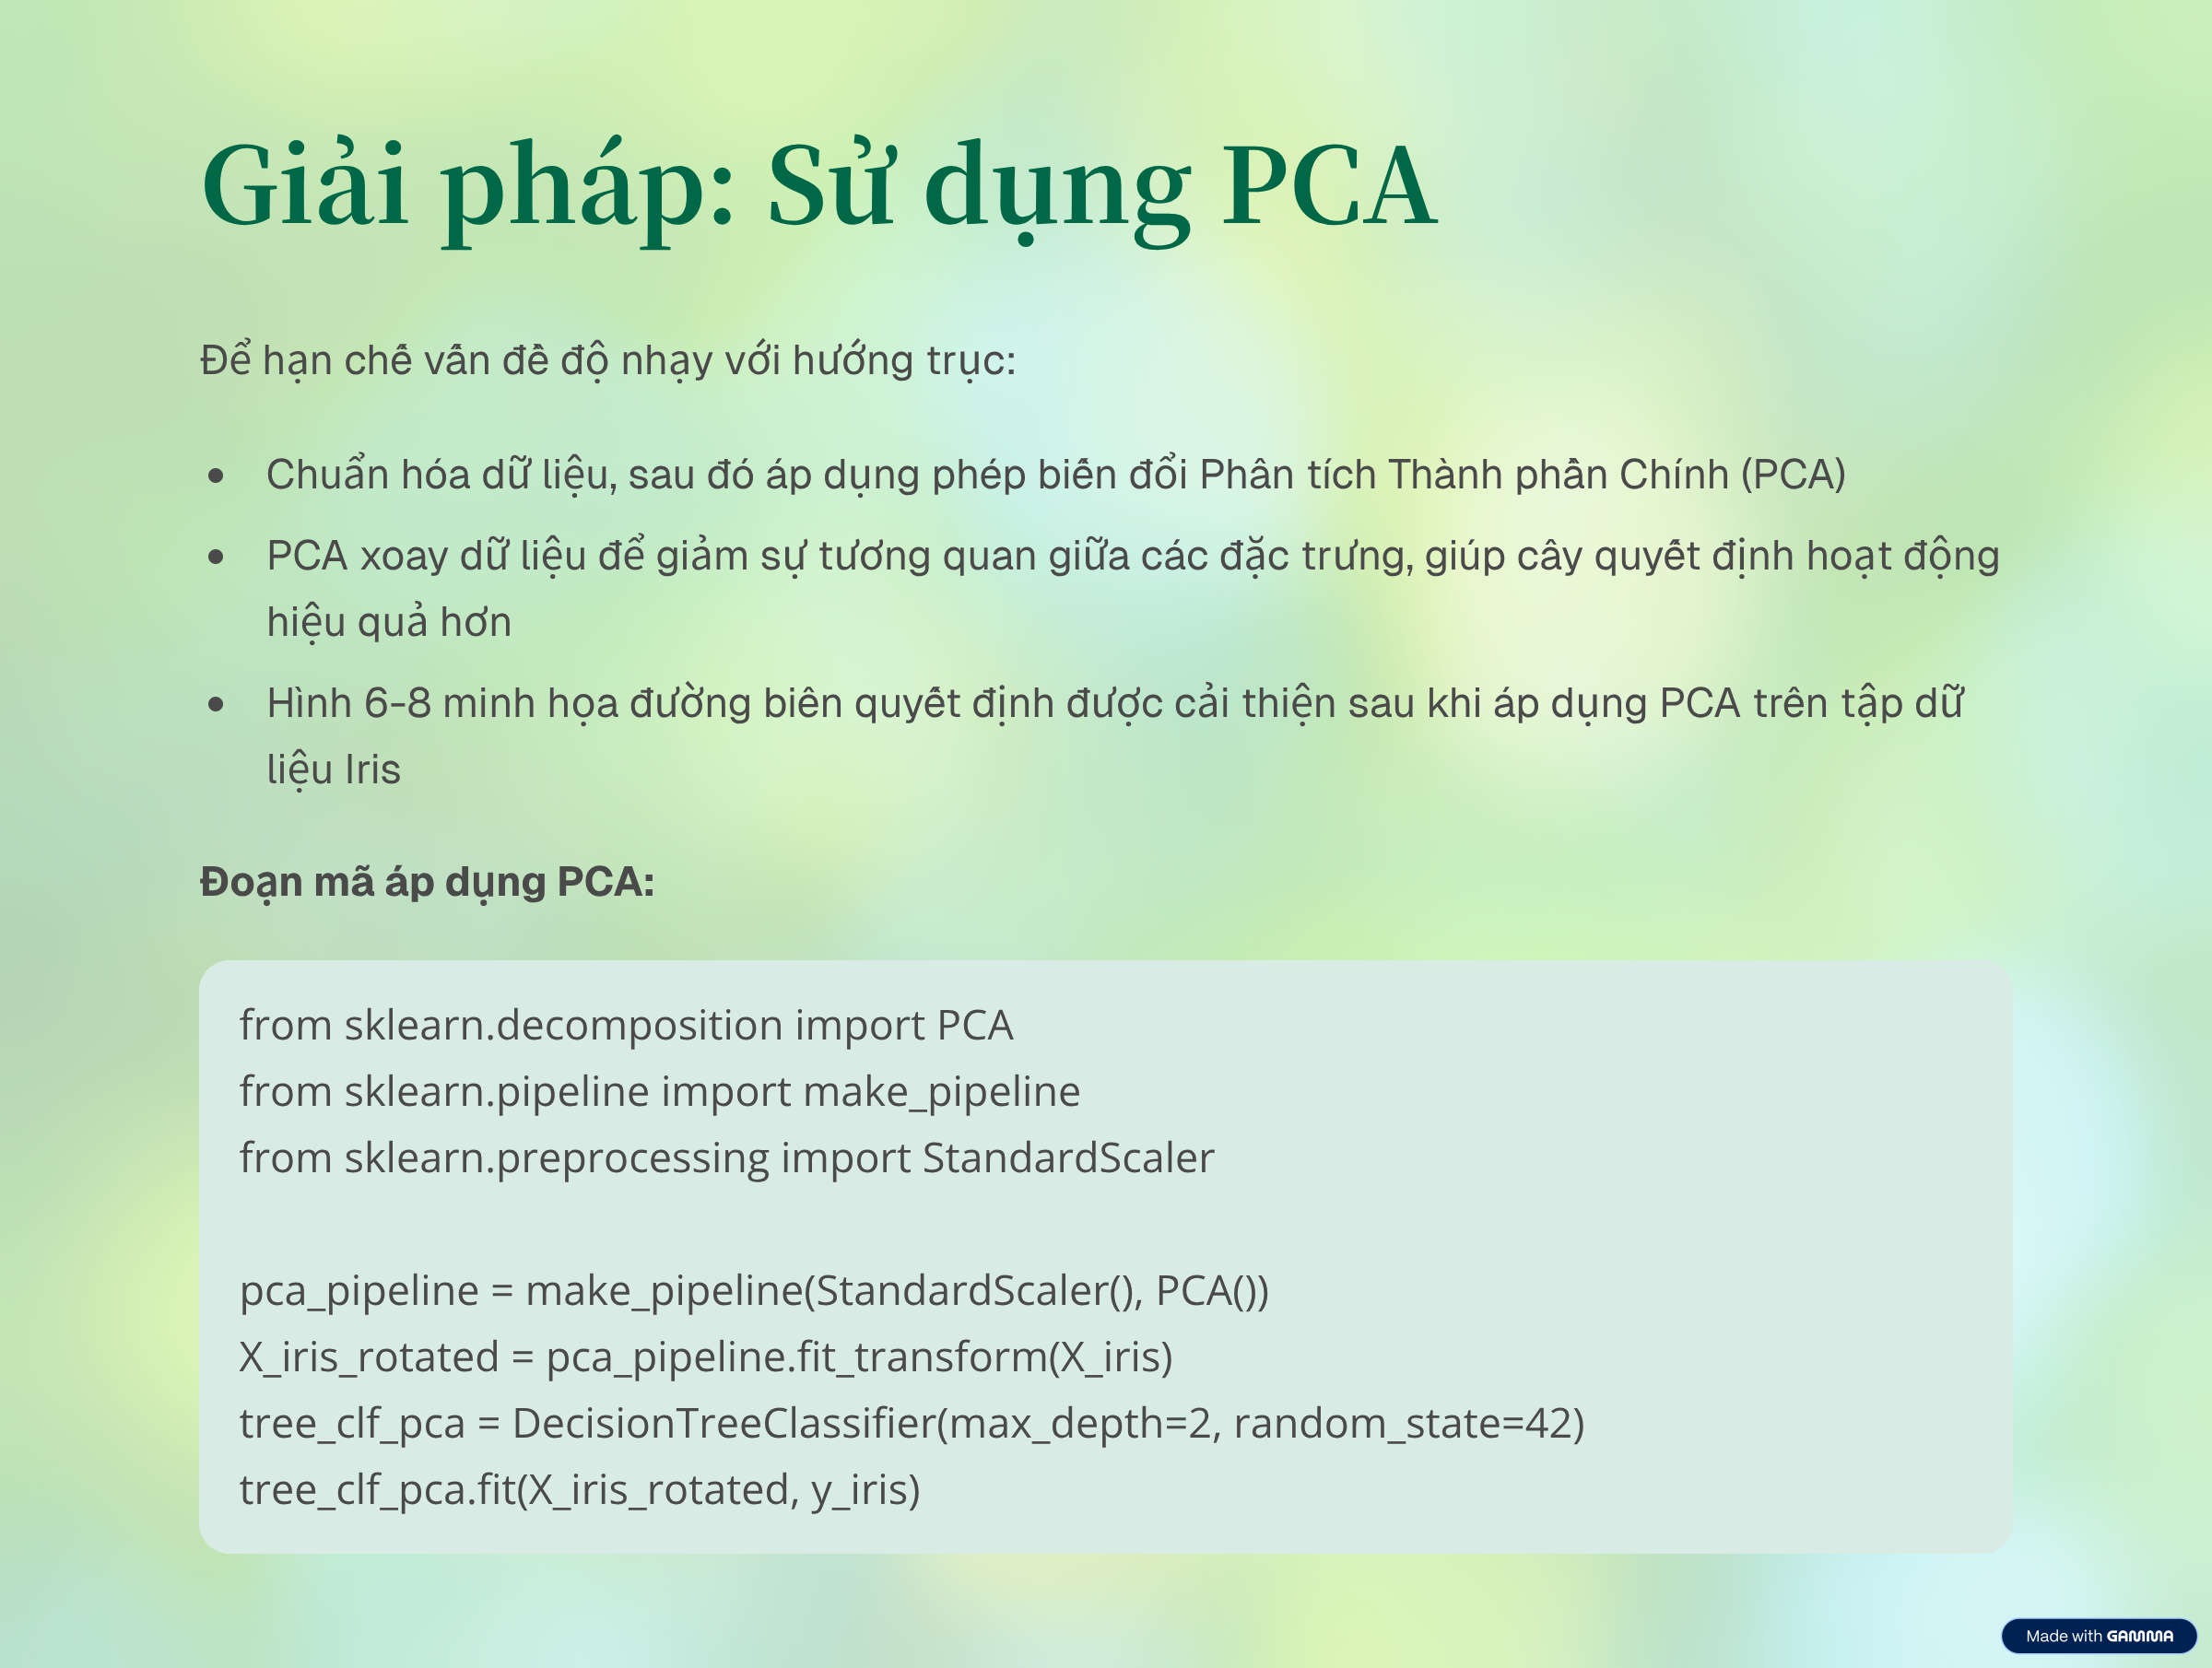 Giải pháp: Sử dụng PCA
Để hạn chế vấn đề độ nhạy với hướng trục:
• Chuẩn hóa dữ liệu, sau đó áp dụng phép biến đổi Phân tích Thành phần Chính (PCA)
• PCA xoay dữ liệu để giảm sự tương quan giữa các đặc trưng, giúp cây quyết định hoạt động
hiệu quả hơn
• Hình 6-8 minh họa đường biên quyết định được cải thiện sau khi áp dụng PCA trên tập dữ
liệu Iris
Đoạn mã áp dụng PCA:
from sklearn.decomposition import PCA
from sklearn.pipeline import make_pipeline
from sklearn.preprocessing import StandardScaler
pca_pipeline = make_pipeline(StandardScaler(), PCA())
X_iris_rotated = pca_pipeline.fit_transform(X_iris)
tree_clf_pca = DecisionTreeClassifier(max_depth=2, random_state=42)
tree_clf_pca.fit(X_iris_rotated, y_iris)
Made with GAMMA